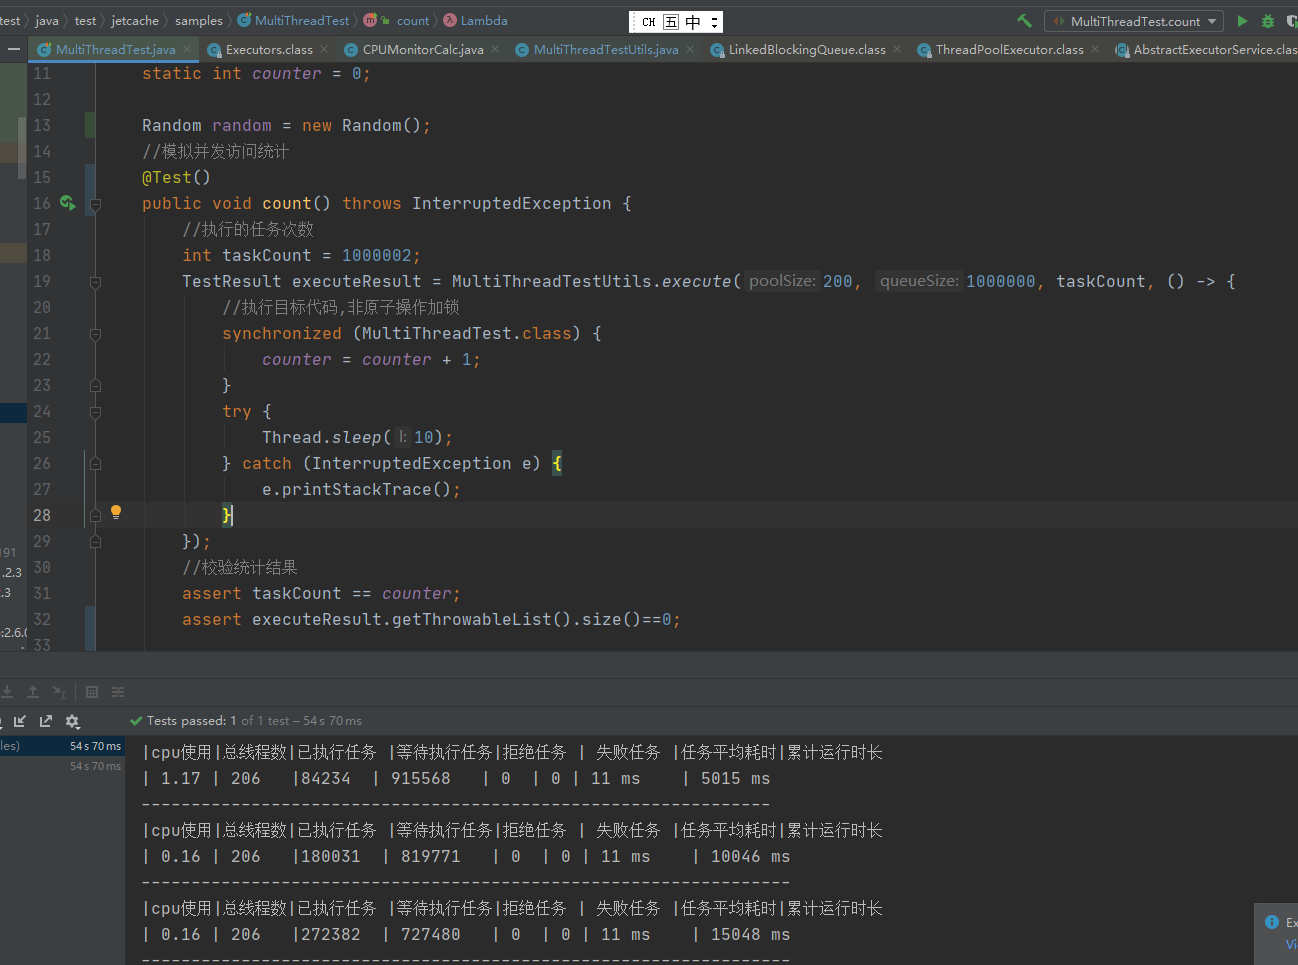 test java test jetcache samples MultiThreadTest count Lambda
CH 五 中
MultiThreadTest.count
MultiThreadTest.java Executors.class CPUMonitorCalc.java MultiThreadTestUtils.java LinkedBlockingQueue.class ThreadPoolExecutor.class AbstractExecutorService.clas
11 static int counter = 0;
12
13 Random random = new Random();
14 //模拟并发访问统计
15 @Test()
16 public void count() throws InterruptedException {
17 //执行的任务次数
18 int taskCount = 1000002;
19 TestResult executeResult = MultiThreadTestUtils.execute( poolSize: 200, queueSize: 1000000, taskCount, () -> {
20 //执行目标代码,非原子操作加锁
21 synchronized (MultiThreadTest.class) {
22 counter = counter + 1;
23 }
24 try {
25 Thread.sleep( l: 10);
26 } catch (InterruptedException e) {
27 e.printStackTrace();
28 }
29 });
30 //校验统计结果
31 assert taskCount == counter;
32 assert executeResult.getThrowableList().size()==0;
33
191
.2.3
.3
:2.6.0
Tests passed: 1 of 1 test – 54 s 70 ms
les) 54 s 70 ms
54 s 70 ms
|cpu使用|总线程数|已执行任务 |等待执行任务|拒绝任务 | 失败任务 |任务平均耗时|累计运行时长
| 1.17 | 206 |84234 | 915568 | 0 | 0 | 11 ms | 5015 ms
---------------------------------------------------------------
|cpu使用|总线程数|已执行任务 |等待执行任务|拒绝任务 | 失败任务 |任务平均耗时|累计运行时长
| 0.16 | 206 |180031 | 819771 | 0 | 0 | 11 ms | 10046 ms
-----------------------------------------------------------------
|cpu使用|总线程数|已执行任务 |等待执行任务|拒绝任务 | 失败任务 |任务平均耗时|累计运行时长
| 0.16 | 206 |272382 | 727480 | 0 | 0 | 11 ms | 15048 ms
-----------------------------------------------------------------
Ex
Vi